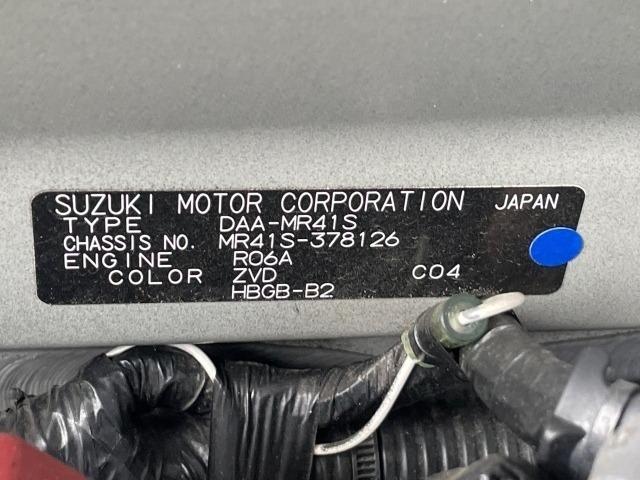 SUZUKI MOTOR CORPORATION JAPAN
TYPE DAA-MR41S
CHASSIS NO. MR41S-378126
ENGINE R06A
COLOR ZVD C04
HBGB-B2